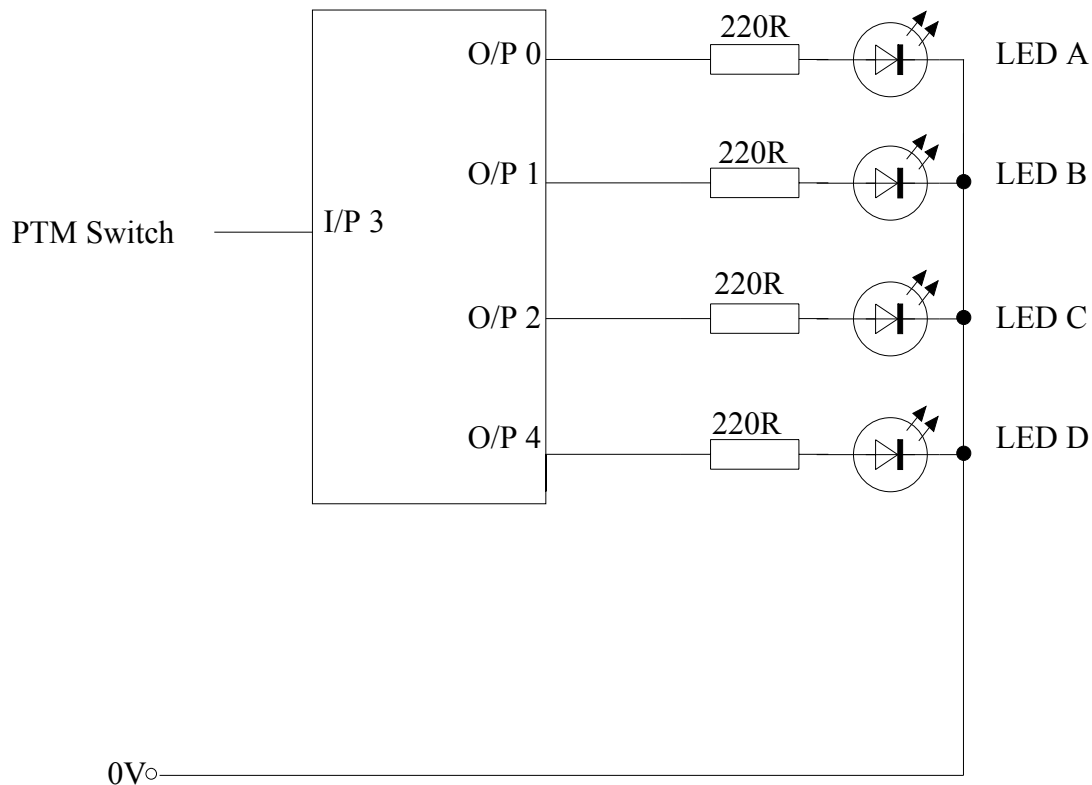 220R
O/P 0
LED A
220R
O/P 1
LED B
I/P 3
PTM Switch
220R
O/P 2
LED C
220R
O/P 4
LED D
0V